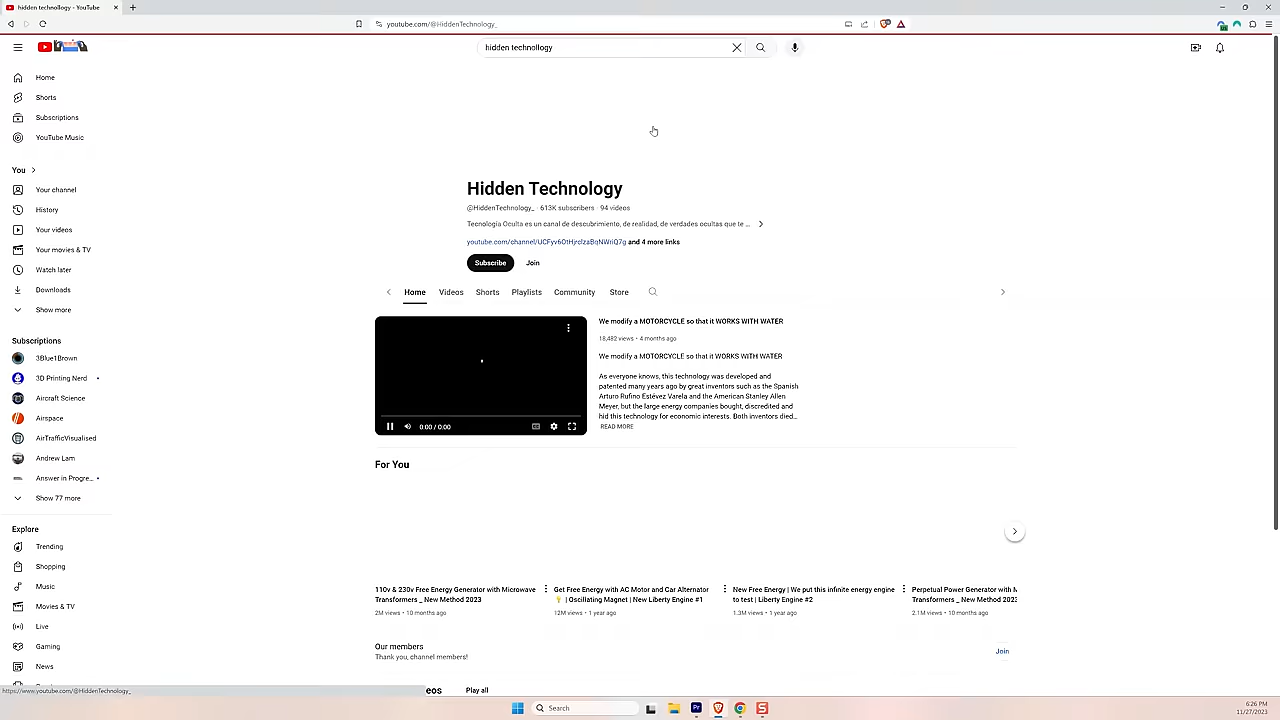 hidden technollogy - YouTube
youtube.com/@HiddenTechnology_
hidden technollogy
Home
Shorts
Subscriptions
YouTube Music
You
Your channel
History
Your videos
Your movies & TV
Watch later
Downloads
Show more
Subscriptions
3Blue1Brown
3D Printing Nerd
Aircraft Science
Airspace
AirTrafficVisualised
Andrew Lam
Answer in Progre...
Show 77 more
Explore
Trending
Shopping
Music
Movies & TV
Live
Gaming
News
Hidden Technology
@HiddenTechnology_ · 613K subscribers · 94 videos
Tecnología Oculta es un canal de descubrimiento, de realidad, de verdades ocultas que te ...
and 4 more links
Subscribe Join
Home Videos Shorts Playlists Community Store
0:00 / 0:00
We modify a MOTORCYCLE so that it WORKS WITH WATER
18,482 views • 4 months ago
We modify a MOTORCYCLE so that it WORKS WITH WATER
As everyone knows, this technology was developed and
patented many years ago by great inventors such as the Spanish
Arturo Rufino Estévez Varela and the American Stanley Allen
Meyer, but the large energy companies bought, discredited and
hid this technology for economic interests. Both inventors died...
READ MORE
For You
110v & 230v Free Energy Generator with Microwave
Transformers _ New Method 2023
2M views • 10 months ago
Get Free Energy with AC Motor and Car Alternator
💡 | Oscillating Magnet | New Liberty Engine #1
12M views • 1 year ago
New Free Energy | We put this infinite energy engine
to test | Liberty Engine #2
1.3M views • 1 year ago
Perpetual Power Generator with M
Transformers _ New Method 2023
2.1M views • 10 months ago
Our members
Thank you, channel members!
Join
eos Play all
https://www.youtube.com/@HiddenTechnology_
Search
6:26 PM
11/27/2023